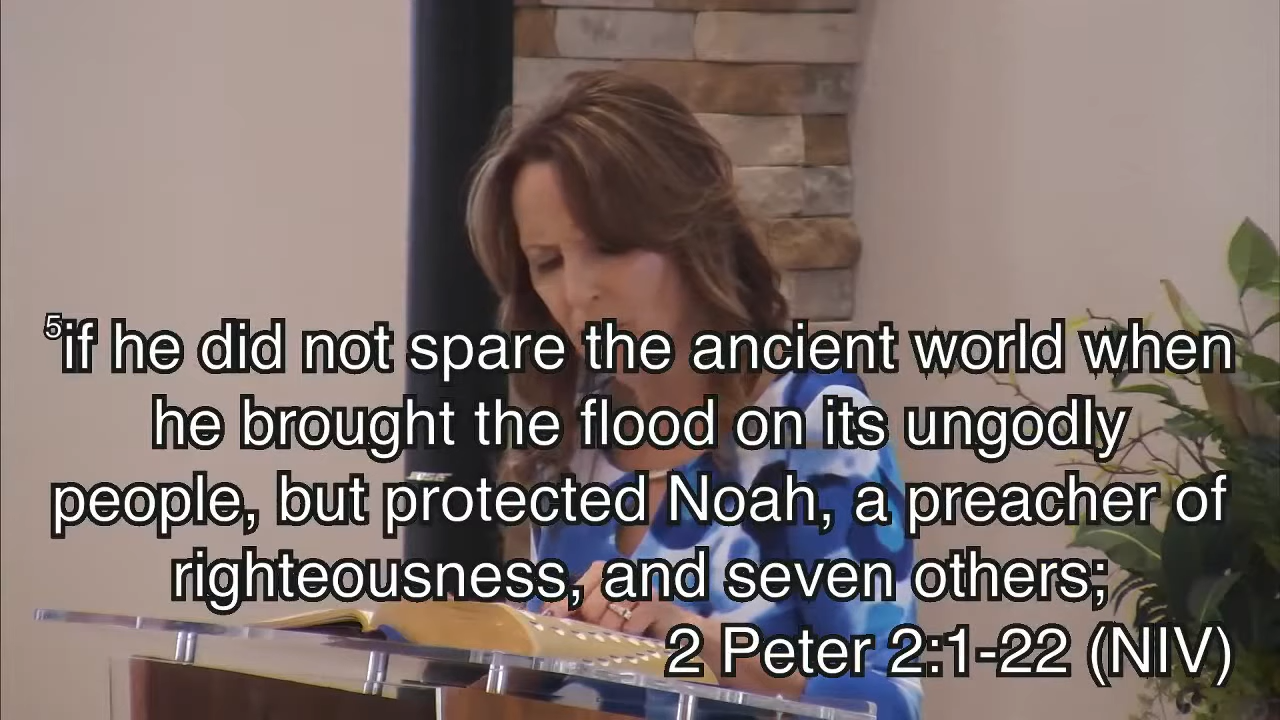 ⁵if he did not spare the ancient world when
he brought the flood on its ungodly
people, but protected Noah, a preacher of
righteousness, and seven others;
2 Peter 2:1-22 (NIV)